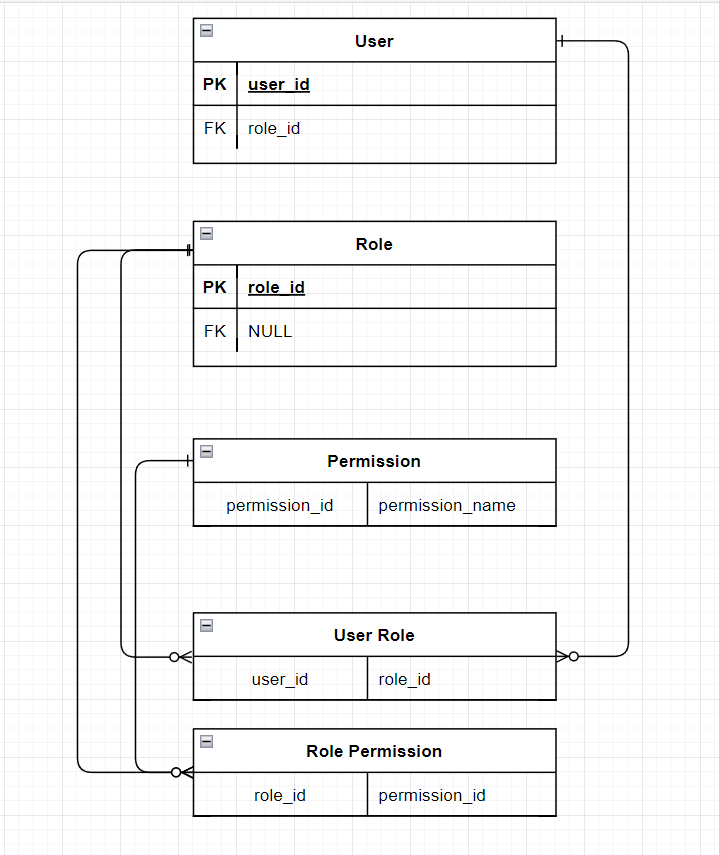 User
PK user_id
FK role_id
Role
PK role_id
FK NULL
Permission
permission_id permission_name
User Role
user_id role_id
Role Permission
role_id permission_id